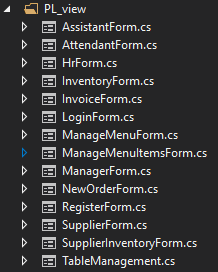 PL_view
AssistantForm.cs
AttendantForm.cs
HrForm.cs
InventoryForm.cs
InvoiceForm.cs
LoginForm.cs
ManageMenuForm.cs
ManageMenuItemsForm.cs
ManagerForm.cs
NewOrderForm.cs
RegisterForm.cs
SupplierForm.cs
SupplierInventoryForm.cs
TableManagement.cs